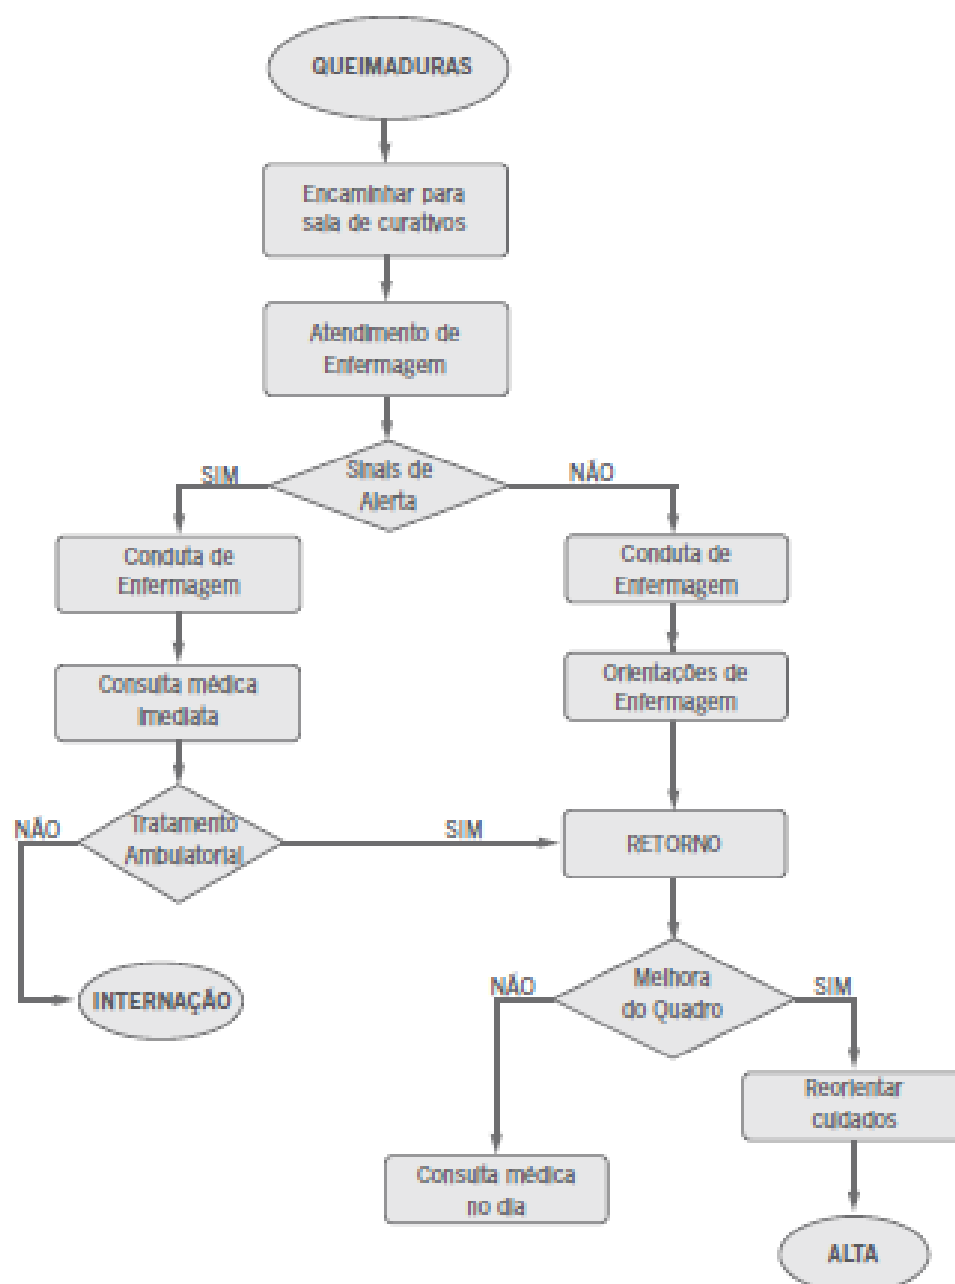 QUEIMADURAS
Encaminhar para
sala de curativos
Atendimento de
Enfermagem
Sinais de
Alerta
SIM
NÃO
Conduta de
Enfermagem
Conduta de
Enfermagem
Consulta médica
imediata
Orientações de
Enfermagem
Tratamento
Ambulatorial
NÃO
SIM
RETORNO
INTERNAÇÃO
Melhora
do Quadro
NÃO
SIM
Reorientar
cuidados
Consulta médica
no dia
ALTA